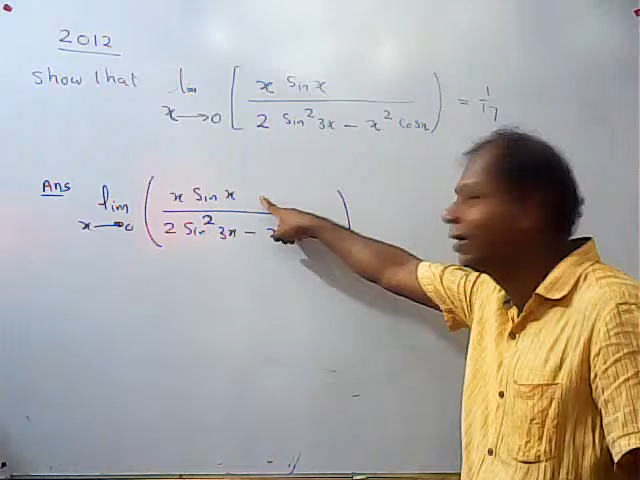 2012
Show that lim x→0 [ x Sin x / 2 Sin² 3x − x² Cosx ) = 1/17
Ans lim x→0 ( x Sin x / 2 Sin² 3x − )